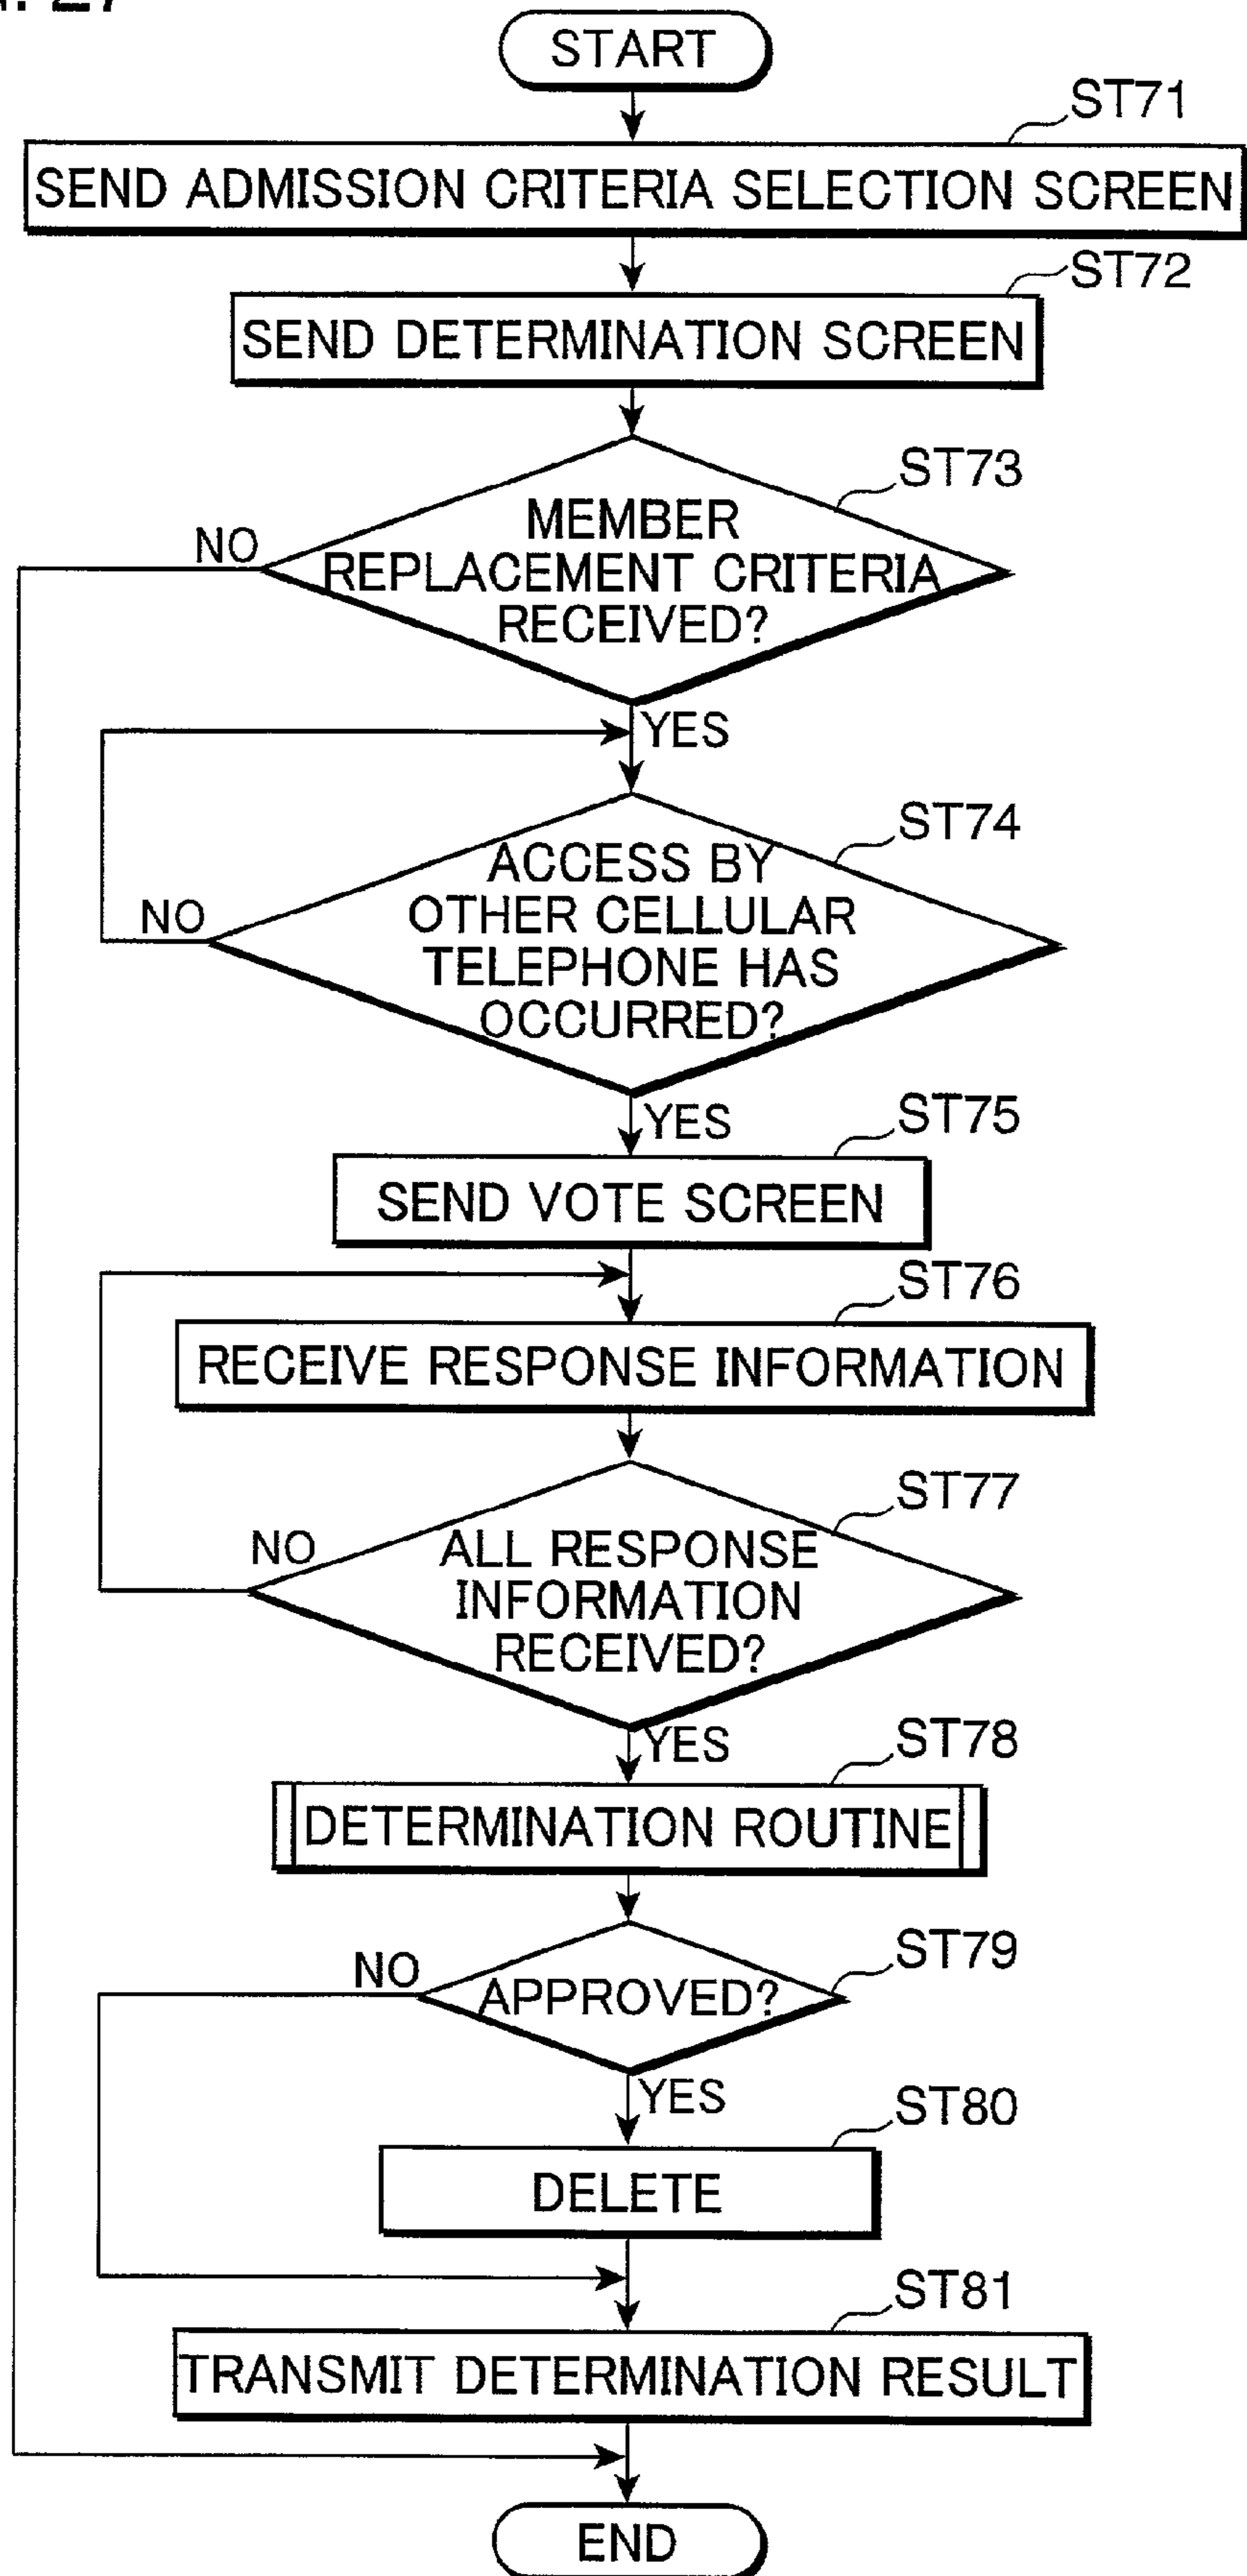 START
ST71
SEND ADMISSION CRITERIA SELECTION SCREEN
ST72
SEND DETERMINATION SCREEN
ST73
MEMBER
REPLACEMENT CRITERIA
RECEIVED?
NO
YES
ST74
ACCESS BY
OTHER CELLULAR
TELEPHONE HAS
OCCURRED?
NO
YES
ST75
SEND VOTE SCREEN
ST76
RECEIVE RESPONSE INFORMATION
ST77
ALL RESPONSE
INFORMATION
RECEIVED?
NO
YES
ST78
DETERMINATION ROUTINE
ST79
APPROVED?
NO
YES
ST80
DELETE
ST81
TRANSMIT DETERMINATION RESULT
END